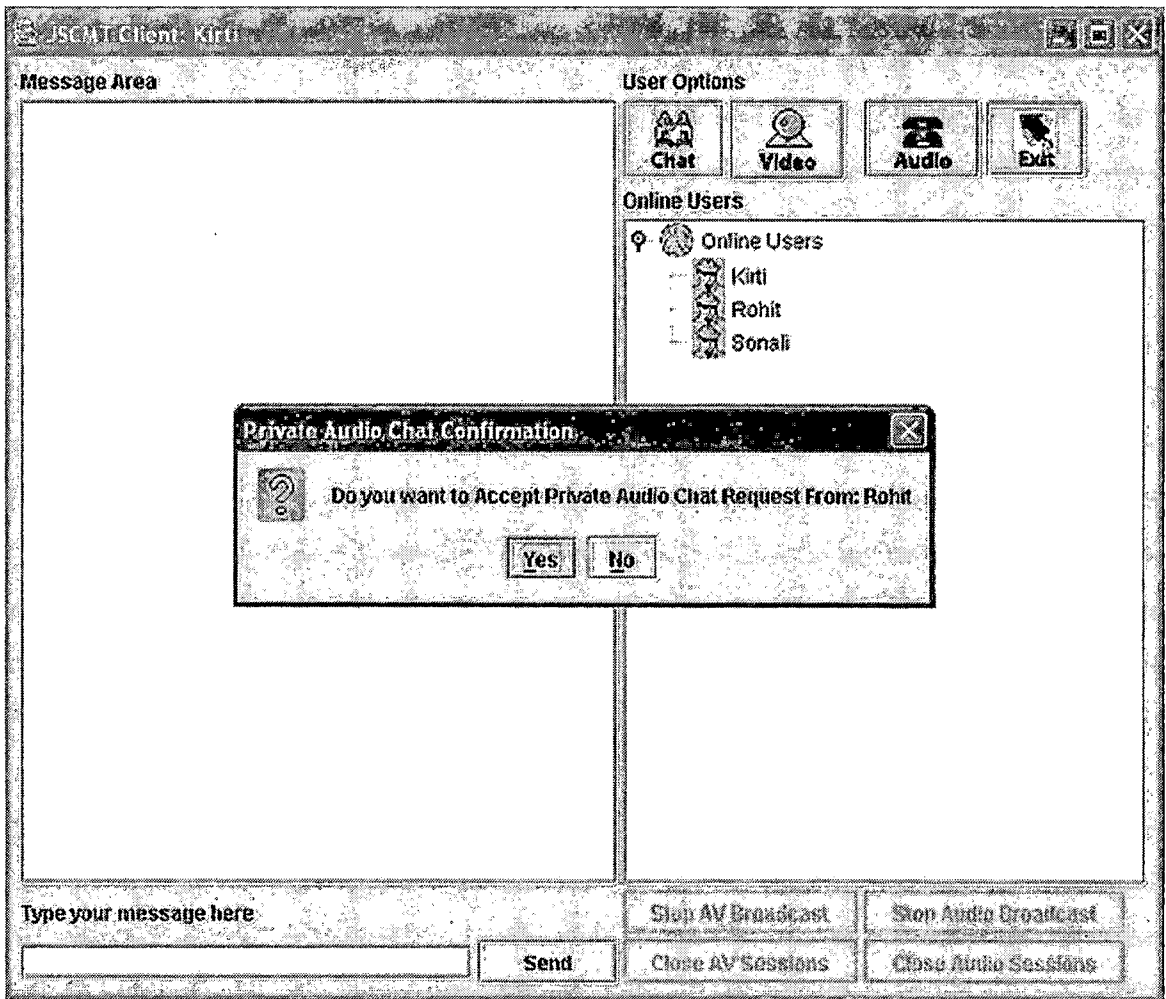 JSCMT Client: Kirti
Message Area
User Options
Chat
Video
Audio
Exit
Online Users
Online Users
Kirti
Rohit
Sonali
Private Audio Chat Confirmation
Do you want to Accept Private Audio Chat Request From: Rohit
Yes
No
Type your message here
Send
Stop AV Broadcast
Stop Audio Broadcast
Close AV Sessions
Close Audio Sessions